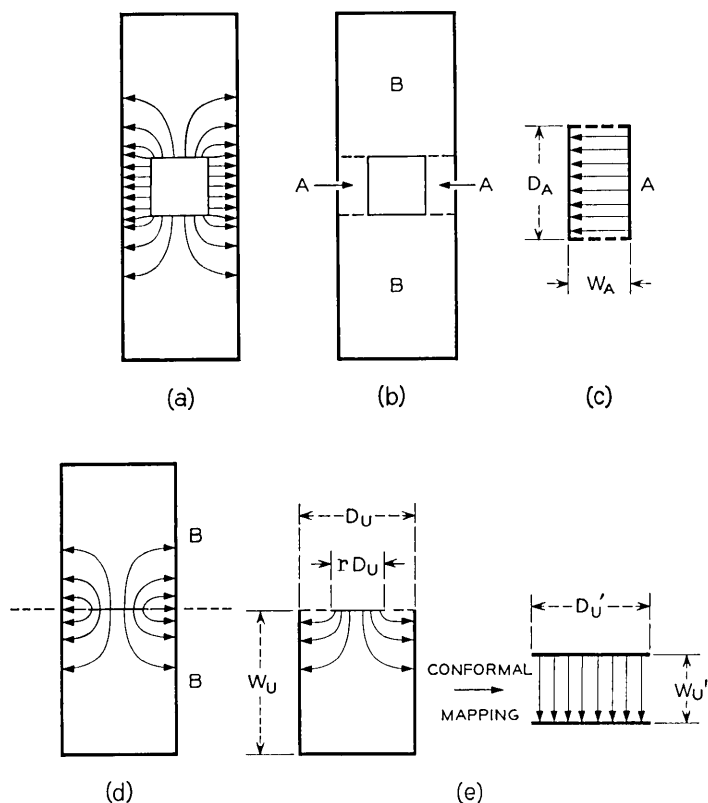 B
A A
B
D_A
A
W_A
(a) (b) (c)
B
B
D_U
r D_U
W_U
CONFORMAL
MAPPING
D_U'
W_U'
(d) (e)